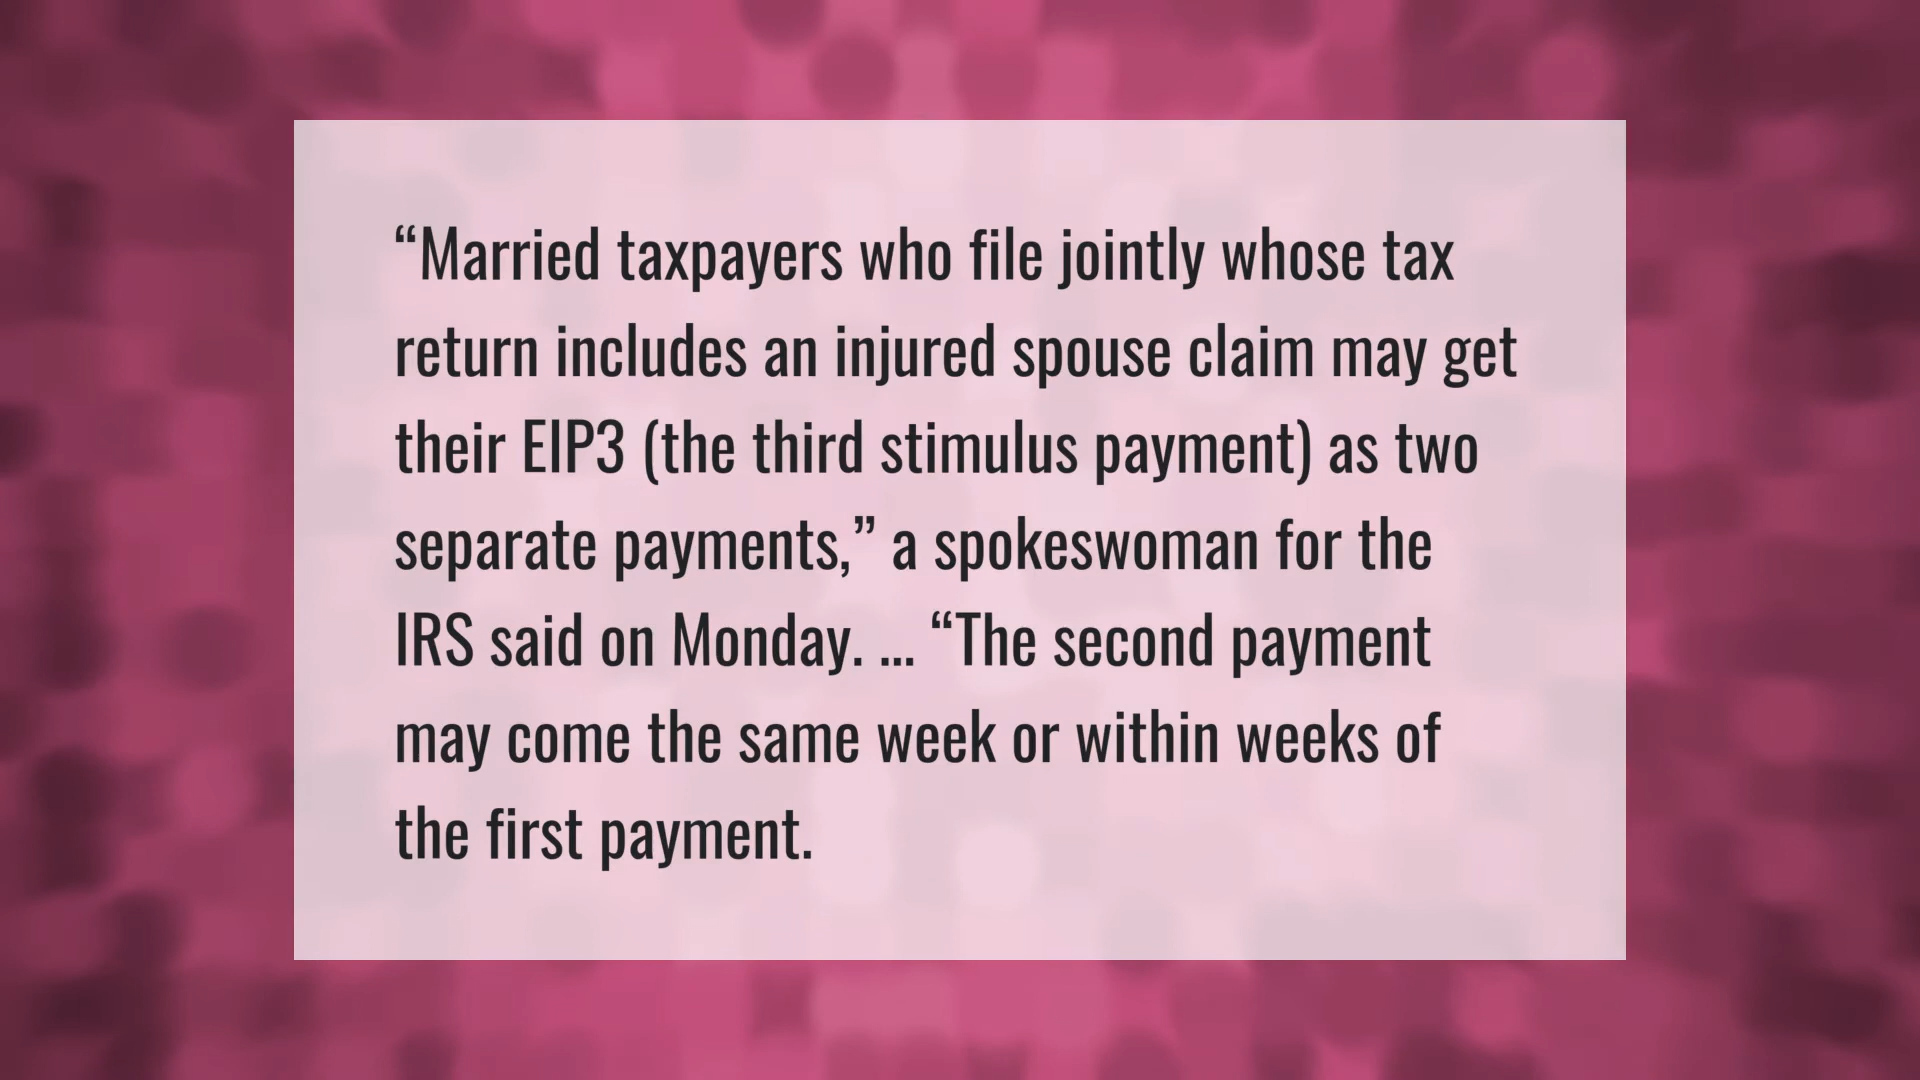 “Married taxpayers who file jointly whose tax
return includes an injured spouse claim may get
their EIP3 (the third stimulus payment) as two
separate payments,” a spokeswoman for the
IRS said on Monday. ... “The second payment
may come the same week or within weeks of
the first payment.